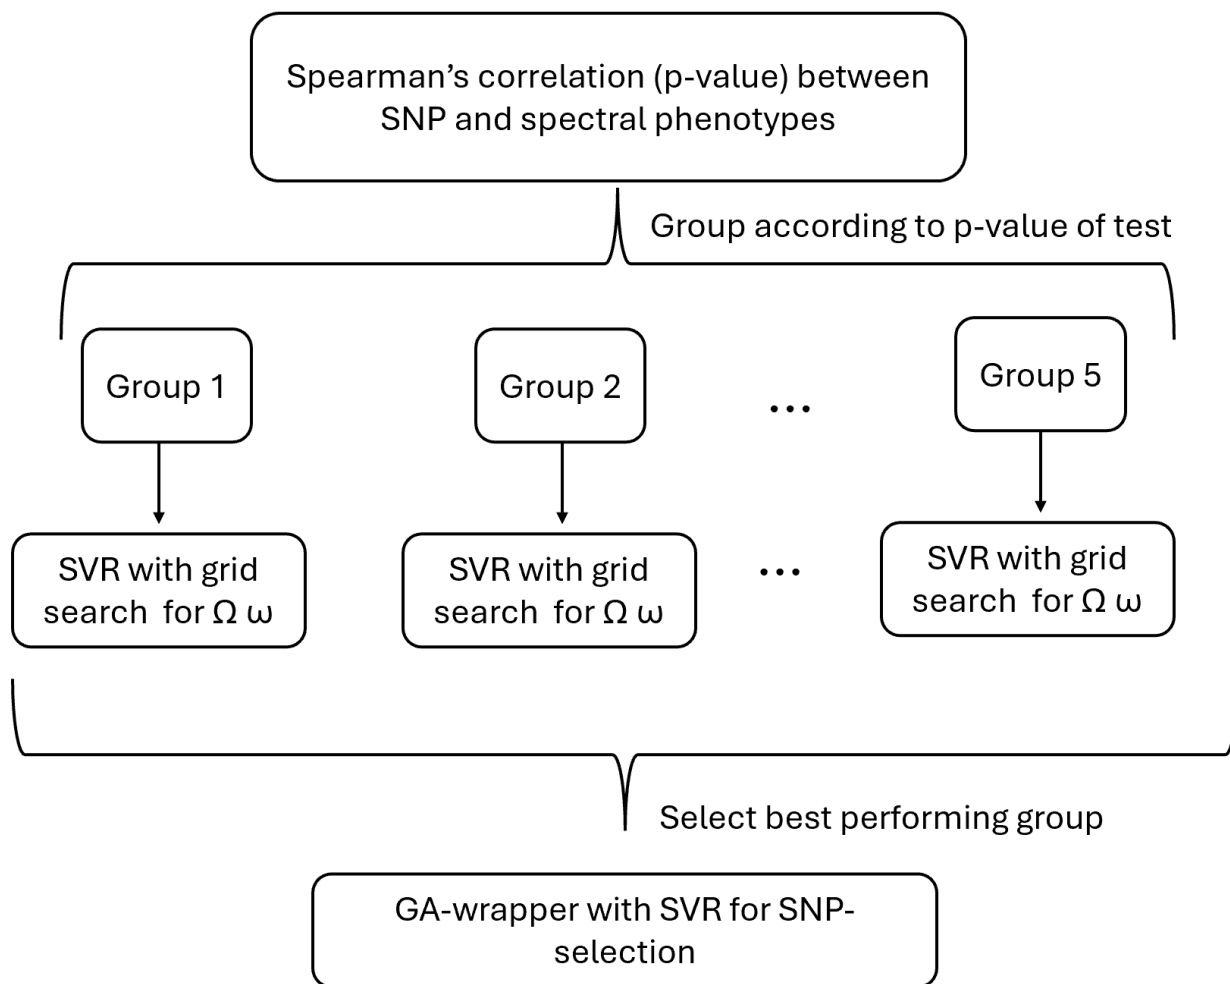 Spearman’s correlation (p-value) between
SNP and spectral phenotypes
Group according to p-value of test
Group 1
Group 2
...
Group 5
SVR with grid
search  for Ω ω
SVR with grid
search  for Ω ω
...
SVR with grid
search  for Ω ω
Select best performing group
GA-wrapper with SVR for SNP-
selection